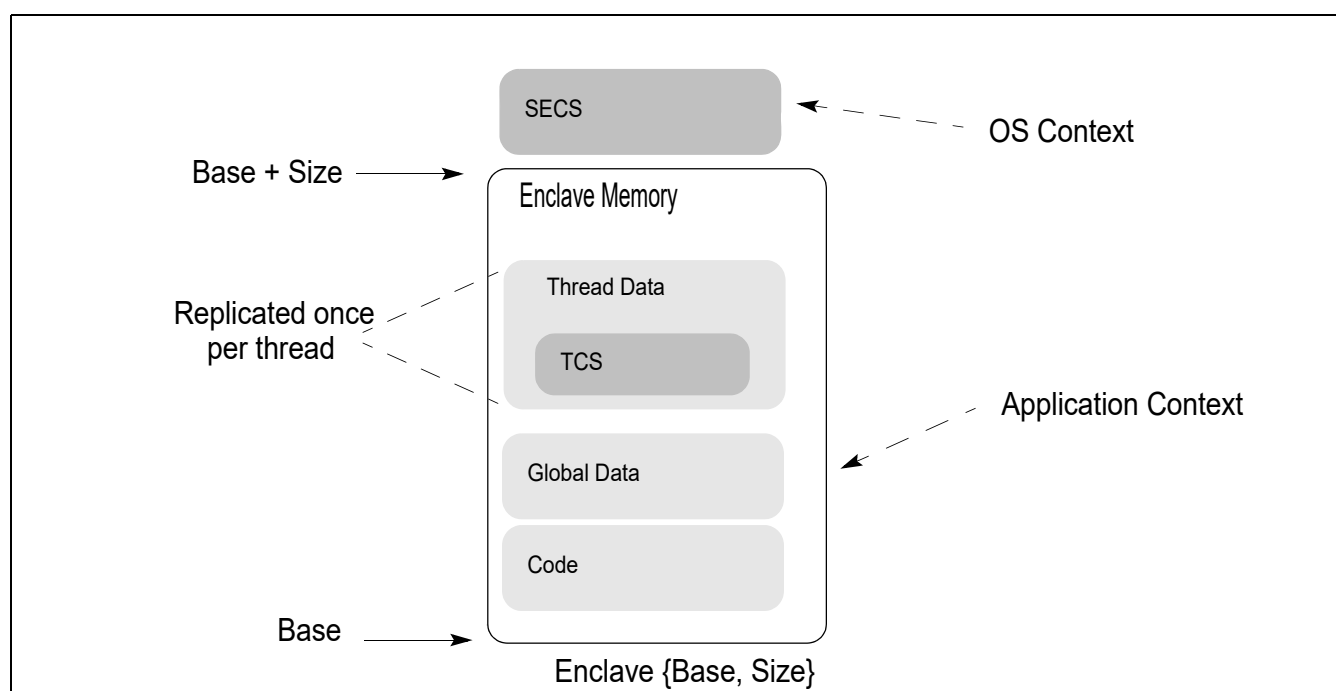 SECS
OS Context
Base + Size
Enclave Memory
Thread Data
Replicated once
per thread
TCS
Application Context
Global Data
Code
Base
Enclave {Base, Size}